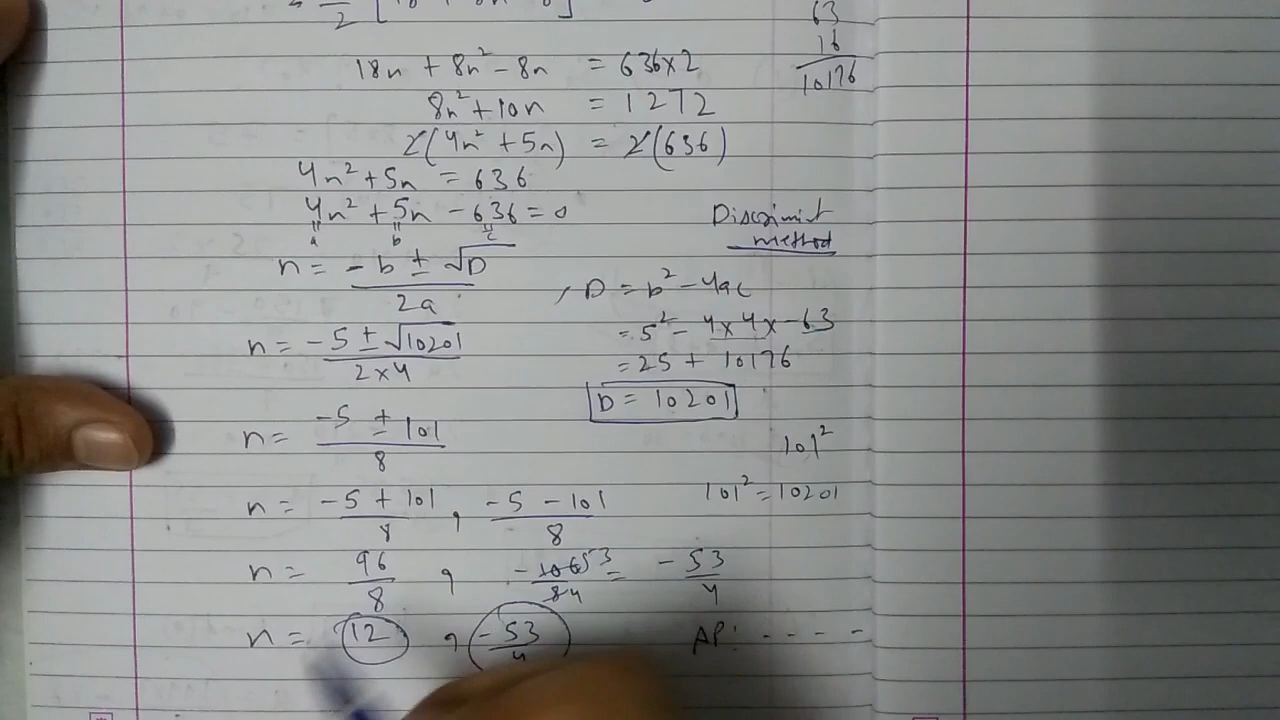 63
16
10176
18n + 8n² - 8n = 636×2
8n² + 10n = 1272
2(4n² + 5n) = 2(636)
4n² + 5n = 636
4n² + 5n - 636 = 0
a b c
Discrimint method
n = -b ± √D / 2a , D = b² - 4ac
= 5² - 4×4×-63
n = -5 ± √10201 / 2×4
= 25 + 10176
D = 10201
n = -5 ± 101 / 8
101²
n = -5 + 101 / 8 , -5 - 101 / 8
101² = 10201
n = 96 / 8 , -106 53 / 8 4 = -53 / 4
n = 12 , -53 / 4 AP: - - - -